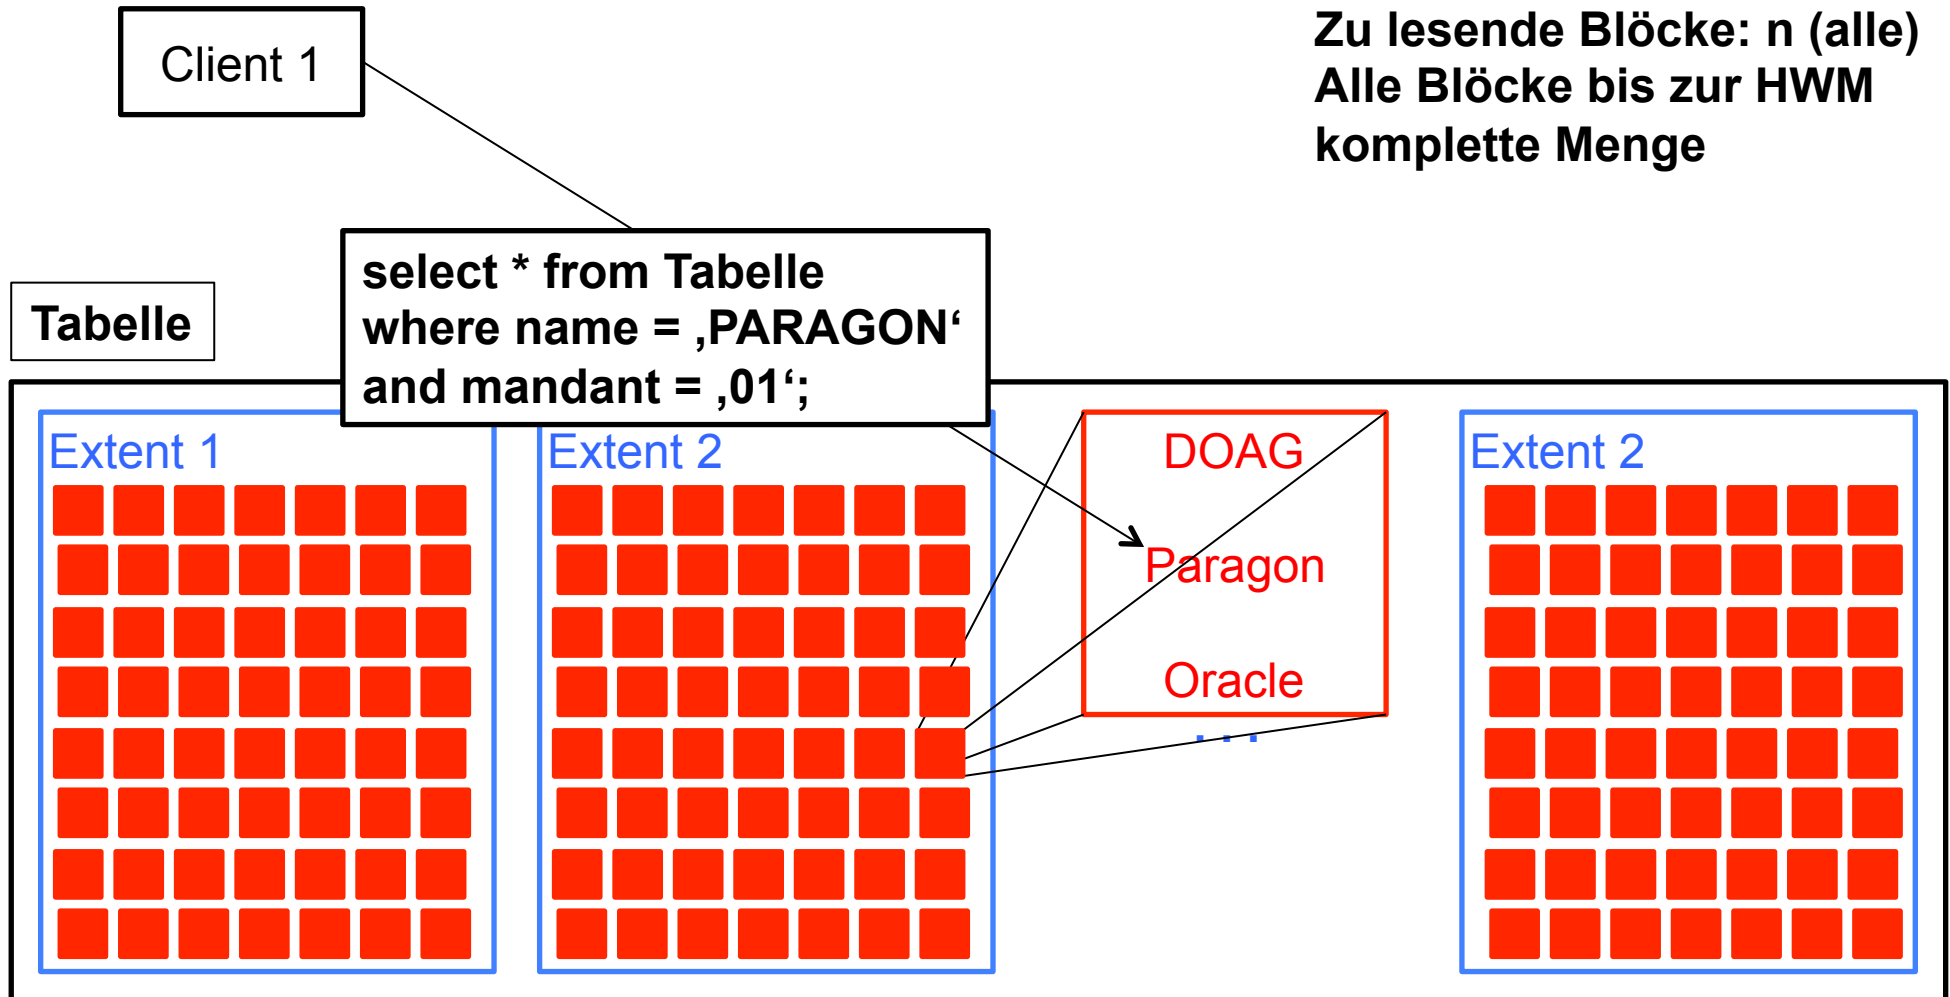 Client 1
Zu lesende Blöcke: n (alle)
Alle Blöcke bis zur HWM
komplette Menge
select * from Tabelle
where name = ‚PARAGON‘
and mandant = ‚01‘;
Tabelle
Extent 1
Extent 2
DOAG
Paragon
Oracle
...
Extent 2